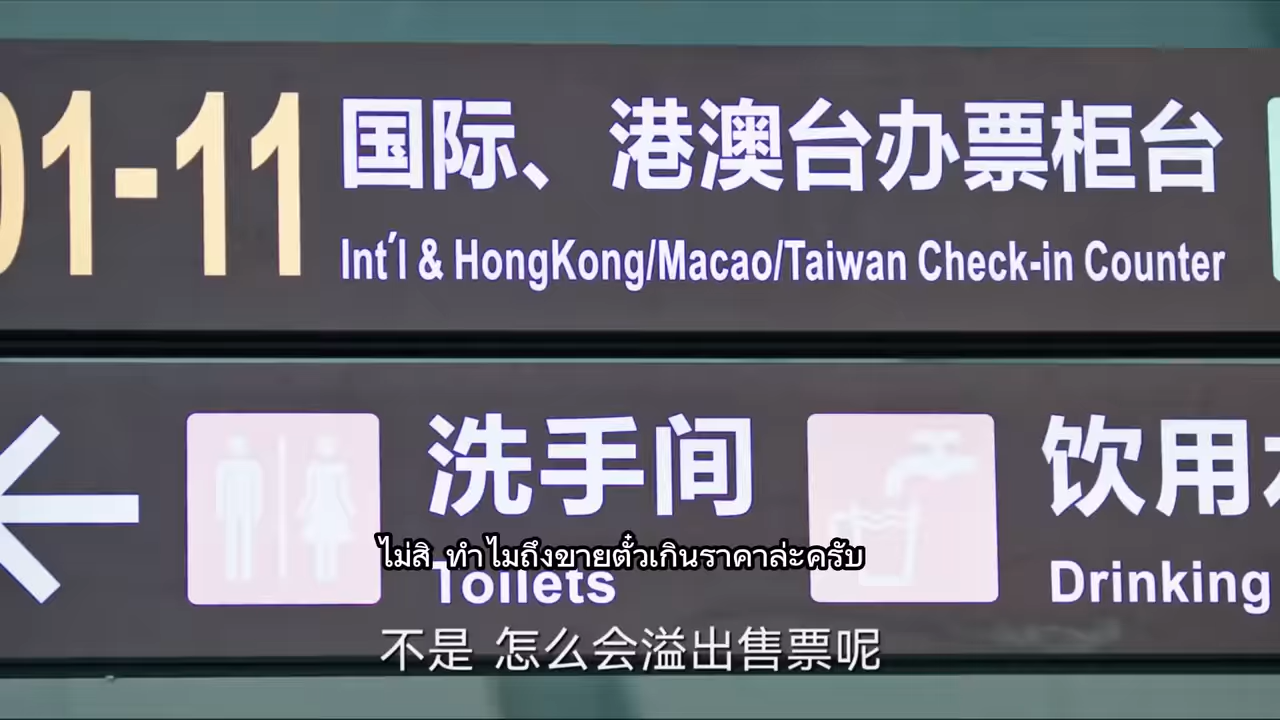 01-11 国际、港澳台办票柜台
Int'l & HongKong/Macao/Taiwan Check-in Counter
洗手间 饮用
Toilets Drinking
ไม่สิ ทำไมถึงขายตั๋วเกินราคาล่ะครับ
不是 怎么会溢出售票呢